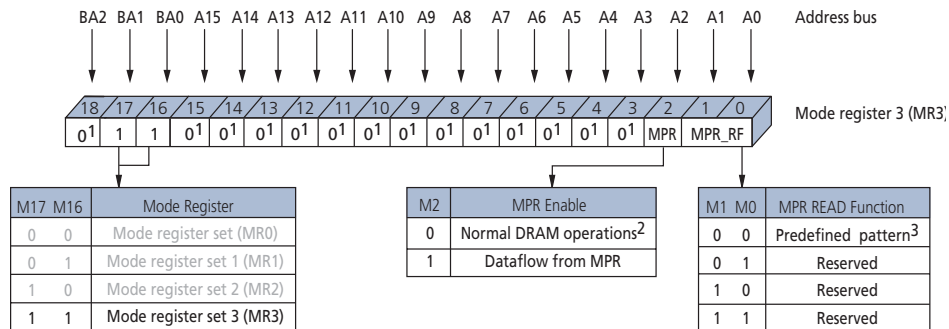 BA2 BA1 BA0 A15 A14 A13 A12 A11 A10 A9 A8 A7 A6 A5 A4 A3 A2 A1 A0 Address bus
18 17 16 15 14 13 12 11 10 9 8 7 6 5 4 3 2 1 0 Mode register 3 (MR3)
0¹ 1 1 0¹ 0¹ 0¹ 0¹ 0¹ 0¹ 0¹ 0¹ 0¹ 0¹ 0¹ 0¹ 0¹ MPR MPR_RF
M17 M16 Mode Register
0 0 Mode register set (MR0)
0 1 Mode register set 1 (MR1)
1 0 Mode register set 2 (MR2)
1 1 Mode register set 3 (MR3)
M2 MPR Enable
0 Normal DRAM operations²
1 Dataflow from MPR
M1 M0 MPR READ Function
0 0 Predefined pattern³
0 1 Reserved
1 0 Reserved
1 1 Reserved